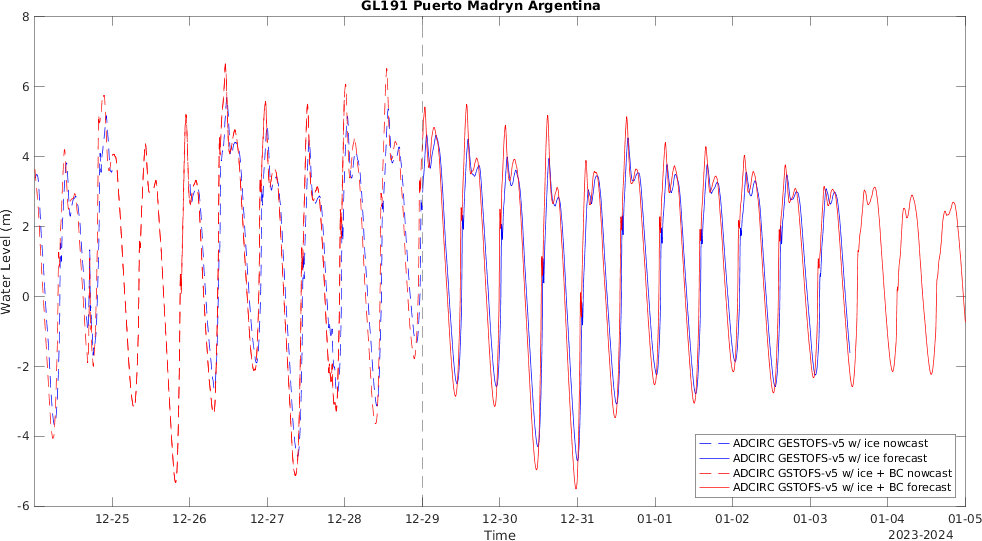 GL191 Puerto Madryn Argentina
8
6
4
2
0
-2
-4
-6
Water Level (m)
ADCIRC GESTOFS-v5 w/ ice nowcast
ADCIRC GESTOFS-v5 w/ ice forecast
ADCIRC GSTOFS-v5 w/ ice + BC nowcast
ADCIRC GSTOFS-v5 w/ ice + BC forecast
12-25 12-26 12-27 12-28 12-29 12-30 12-31 01-01 01-02 01-03 01-04 01-05
Time
2023-2024